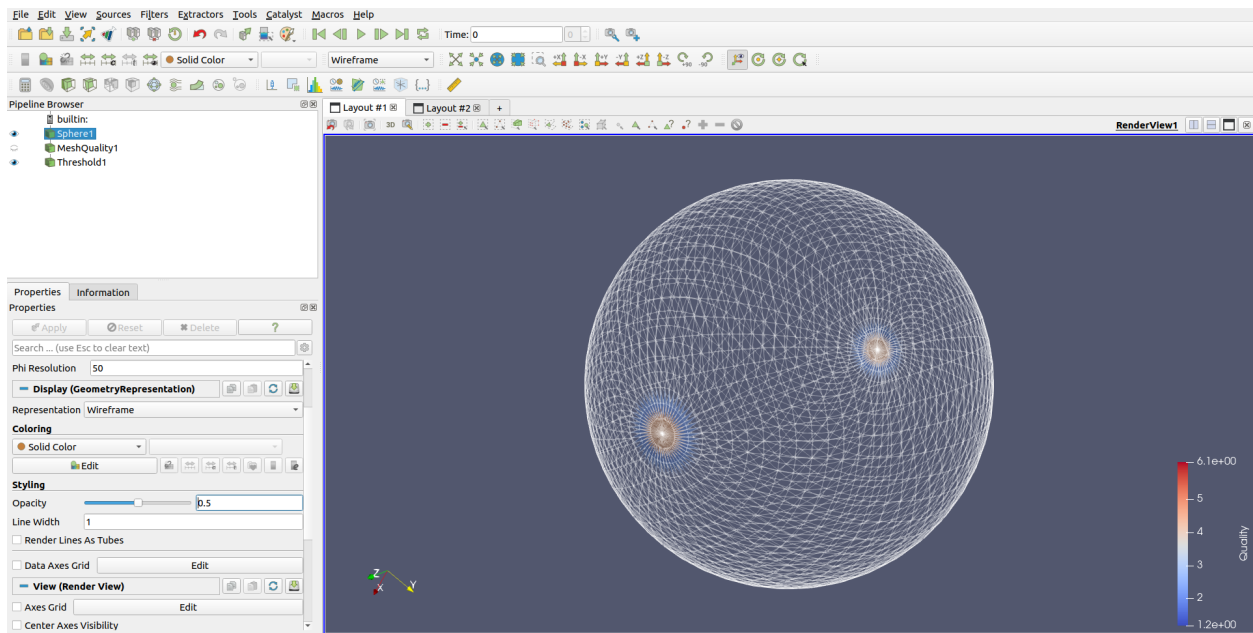 File Edit View Sources Filters Extractors Tools Catalyst Macros Help
Time: 0 0
Solid Color Wireframe +X -X +Y -Y +Z -Z +90 -90
Pipeline Browser
builtin:
Sphere1
MeshQuality1
Threshold1
Layout #1 Layout #2 +
3D RenderView1
Properties Information
Properties
Apply Reset Delete ?
Search ... (use Esc to clear text)
Phi Resolution 50
Display (GeometryRepresentation)
Representation Wireframe
Coloring
Solid Color
Edit
Styling
Opacity 0.5
Line Width 1
Render Lines As Tubes
Data Axes Grid Edit
View (Render View)
Axes Grid Edit
Center Axes Visibility
Z
X
Y
6.1e+00
5
4
3
2
1.2e+00
Quality